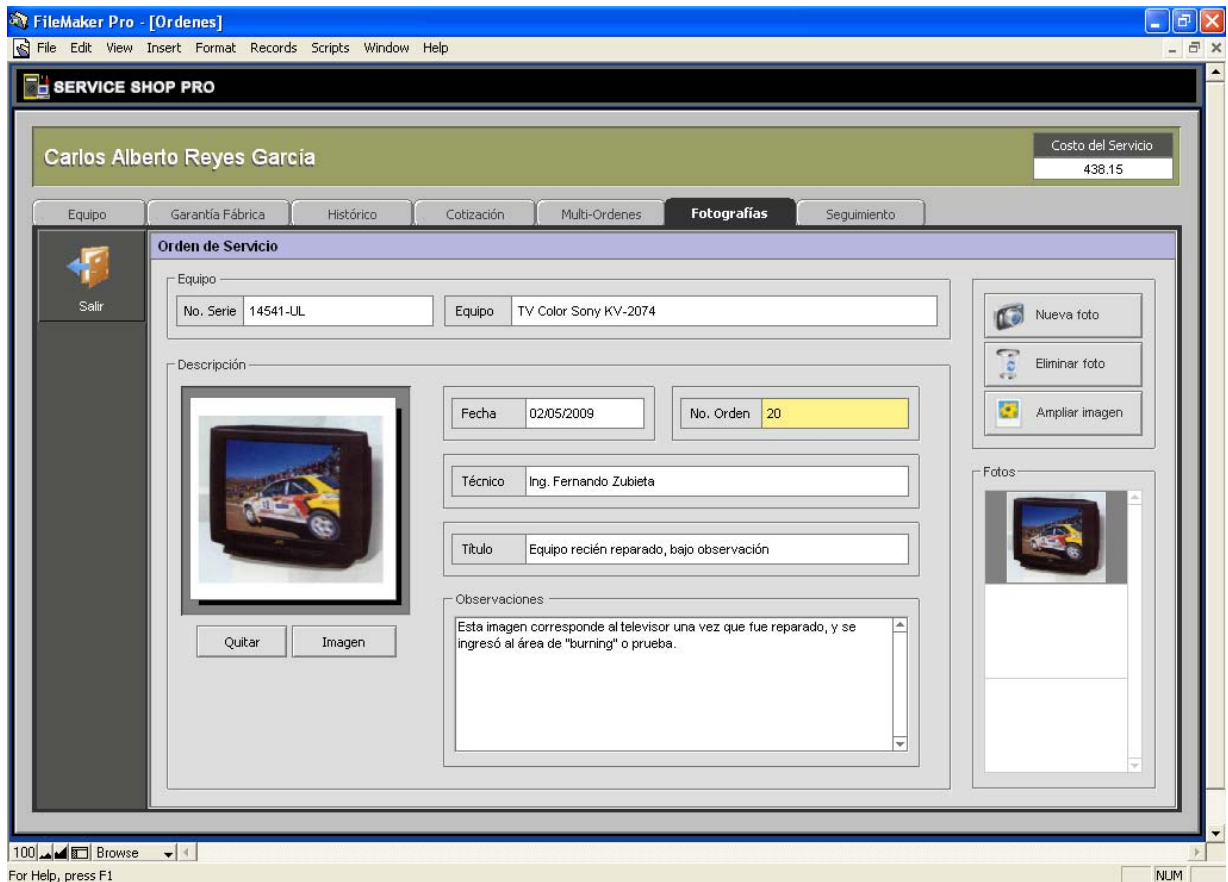 FileMaker Pro - [Ordenes]
File Edit View Insert Format Records Scripts Window Help
SERVICE SHOP PRO
Carlos Alberto Reyes García
Costo del Servicio
438.15
Equipo Garantía Fábrica Histórico Cotización Multi-Ordenes Fotografías Seguimiento
Salir
Orden de Servicio
Equipo
No. Serie 14541-UL Equipo TV Color Sony KV-2074
Nueva foto
Eliminar foto
Ampliar imagen
Descripción
Fecha 02/05/2009 No. Orden 20
Técnico Ing. Fernando Zubieta
Título Equipo recién reparado, bajo observación
Observaciones
Esta imagen corresponde al televisor una vez que fue reparado, y se
ingresó al área de "burning" o prueba.
Quitar Imagen
Fotos
100 Browse
For Help, press F1 NUM